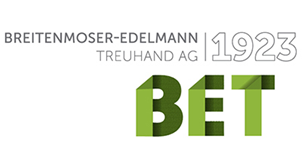 BREITENMOSER-EDELMANN
TREUHAND AG
1923
BET